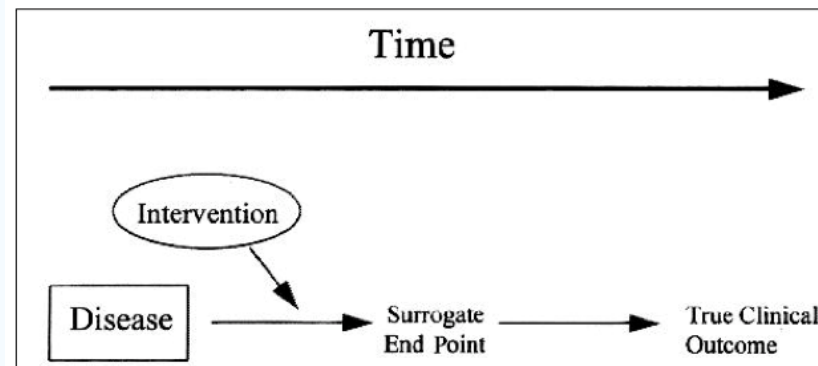 Time
Intervention
Disease
Surrogate
End Point
True Clinical
Outcome